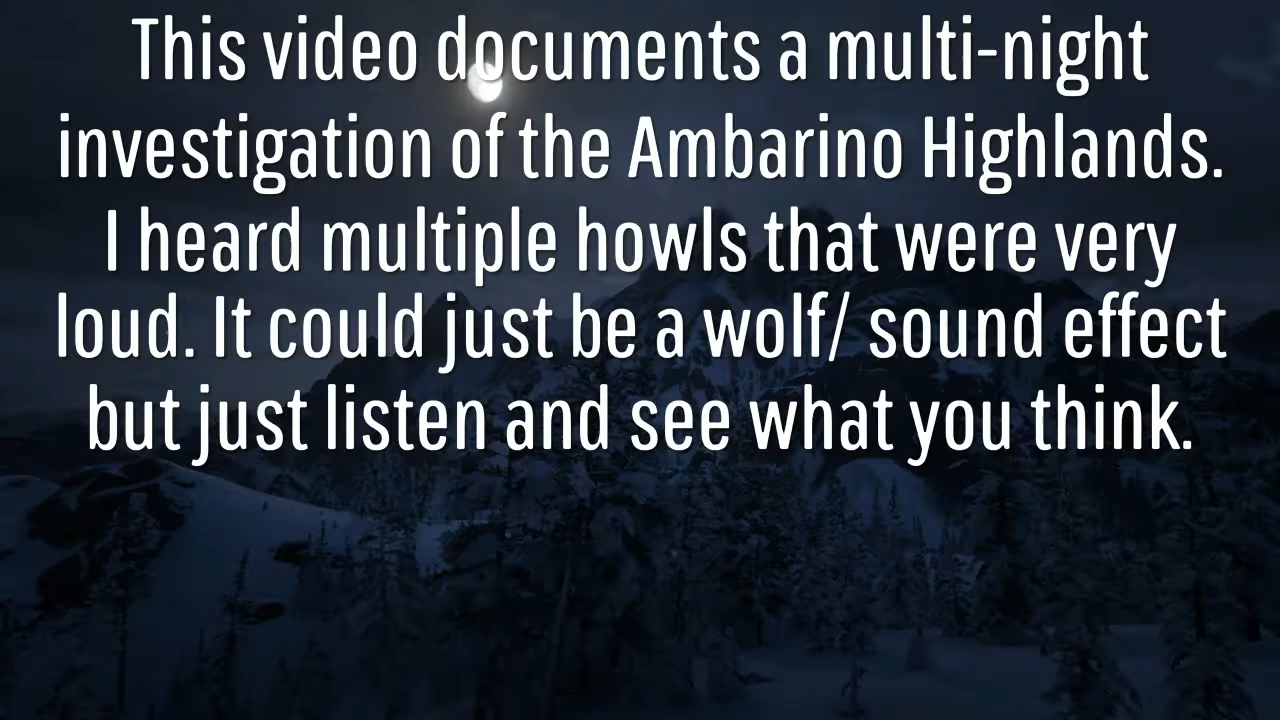 This video documents a multi-night
investigation of the Ambarino Highlands.
I heard multiple howls that were very
loud. It could just be a wolf/ sound effect
but just listen and see what you think.